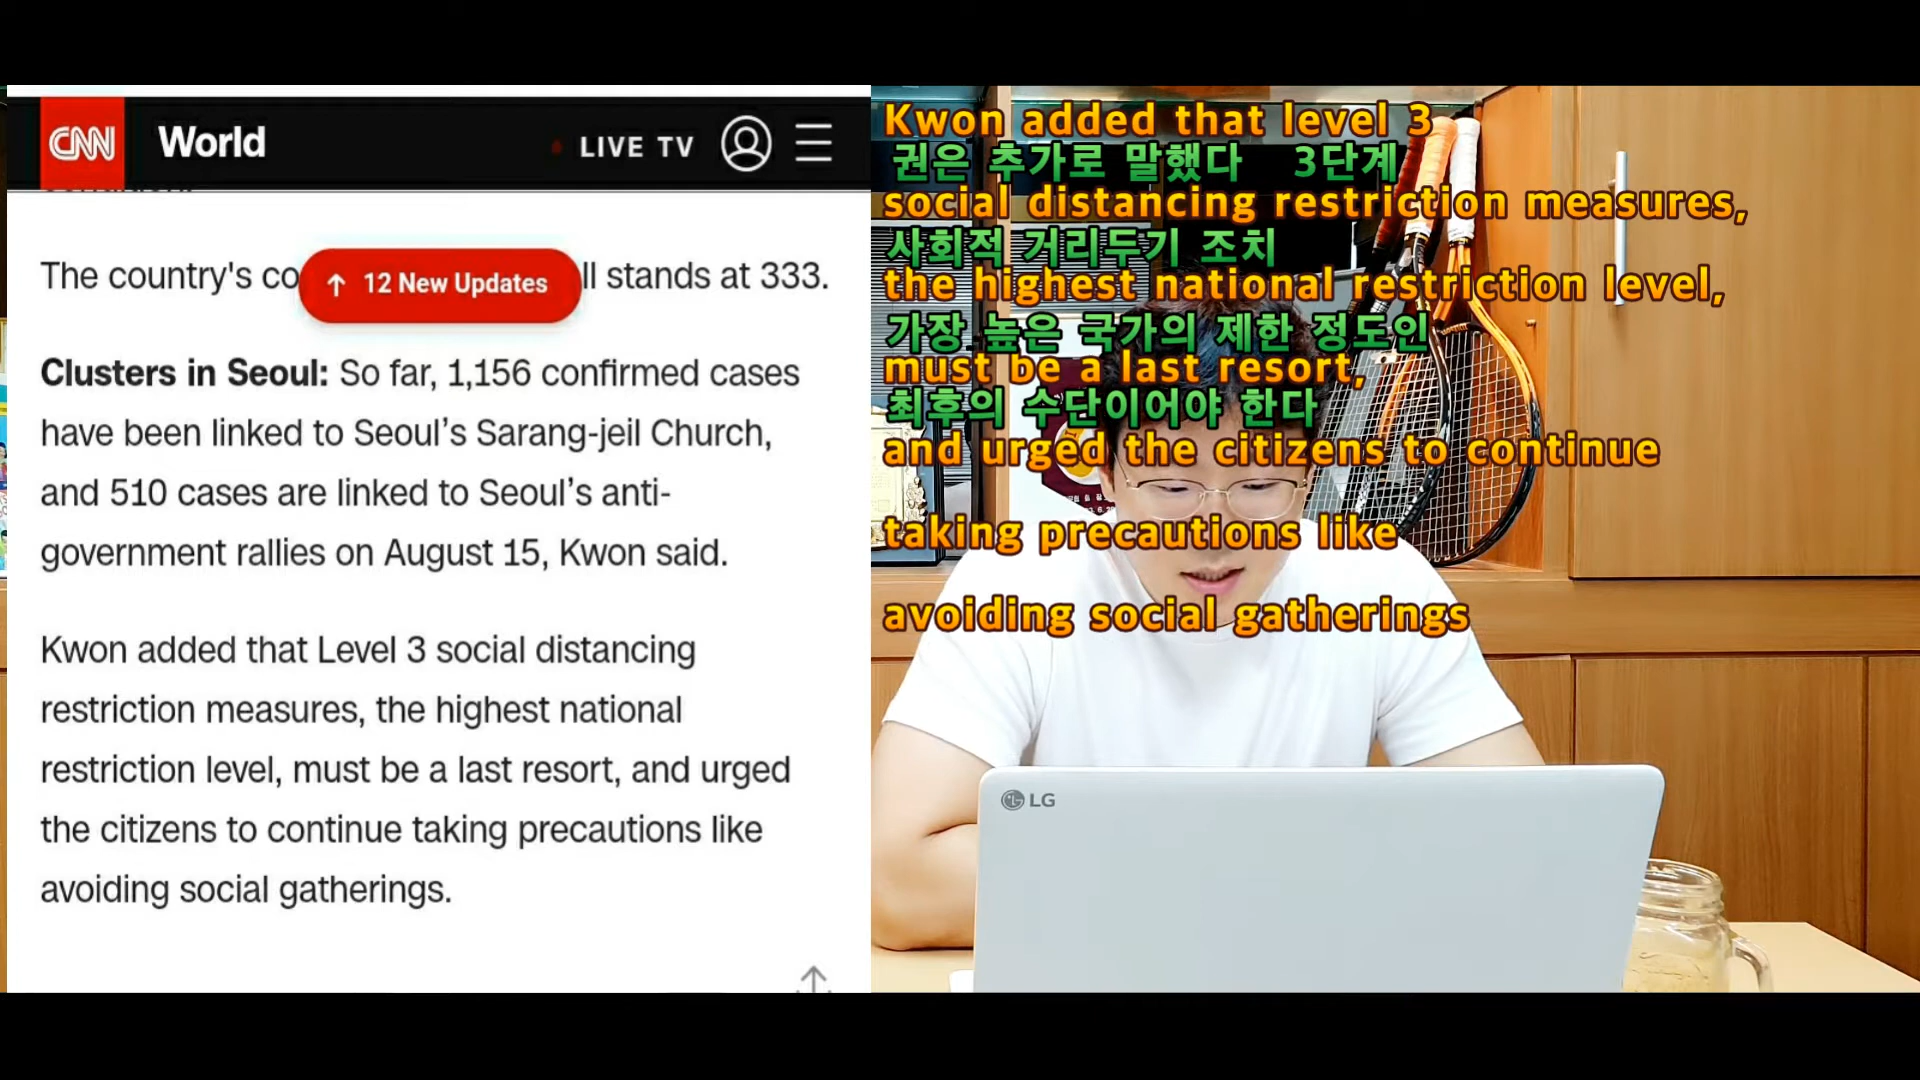 CNN World LIVE TV
The country's co ll stands at 333.
↑ 12 New Updates
Clusters in Seoul: So far, 1,156 confirmed cases
have been linked to Seoul's Sarang-jeil Church,
and 510 cases are linked to Seoul's anti-
government rallies on August 15, Kwon said.
Kwon added that Level 3 social distancing
restriction measures, the highest national
restriction level, must be a last resort, and urged
the citizens to continue taking precautions like
avoiding social gatherings.
Kwon added that level 3
권은 추가로 말했다 3단계
social distancing restriction measures,
사회적 거리두기 조치
the highest national restriction level,
가장 높은 국가의 제한 정도인
must be a last resort,
최후의 수단이어야 한다
and urged the citizens to continue
taking precautions like
avoiding social gatherings
LG